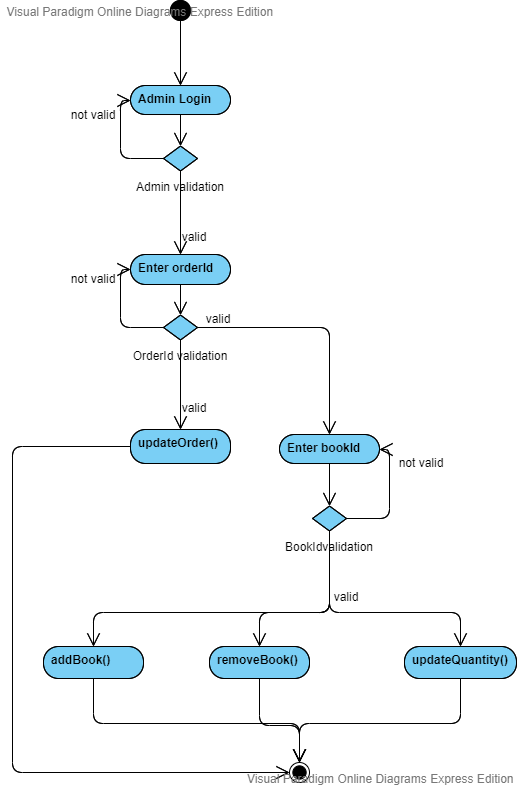 Visual Paradigm Online Diagrams Express Edition
Admin Login
not valid
Admin validation
valid
Enter orderId
not valid
valid
OrderId validation
valid
updateOrder()
Enter bookId
not valid
BookIdvalidation
valid
addBook()
removeBook()
updateQuantity()
Visual Paradigm Online Diagrams Express Edition